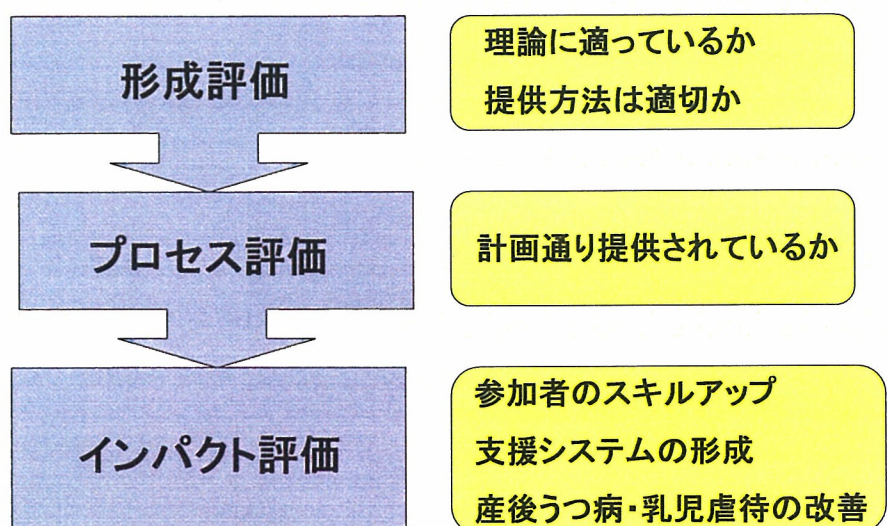 形成評価
理論に適っているか
提供方法は適切か
プロセス評価
計画通り提供されているか
インパクト評価
参加者のスキルアップ
支援システムの形成
産後うつ病・乳児虐待の改善